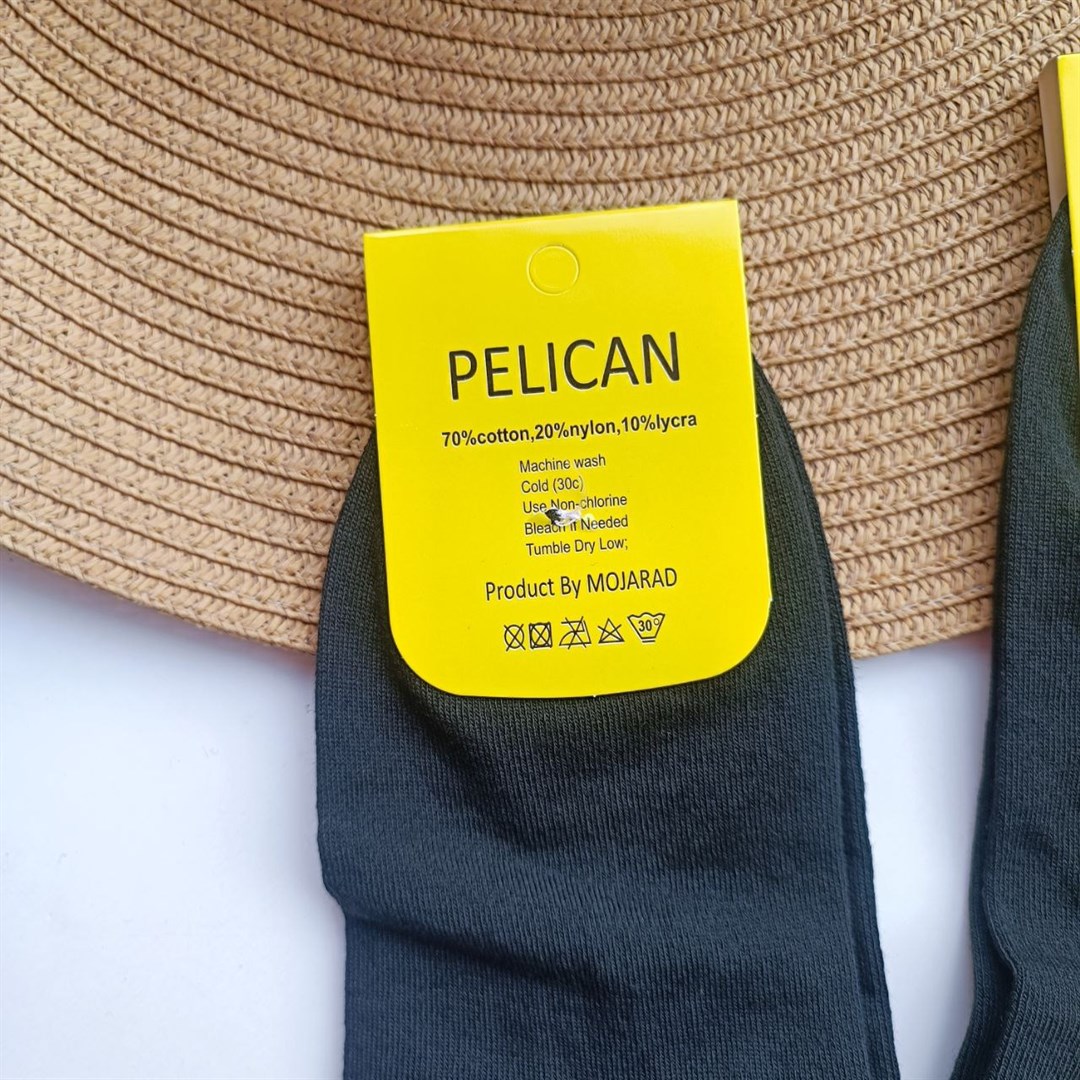 PELICAN
70%cotton,20%nylon,10%lycra
Machine wash
Cold (30c)
Use Non-chlorine
Bleach If Needed
Tumble Dry Low;
Product By MOJARAD
30°